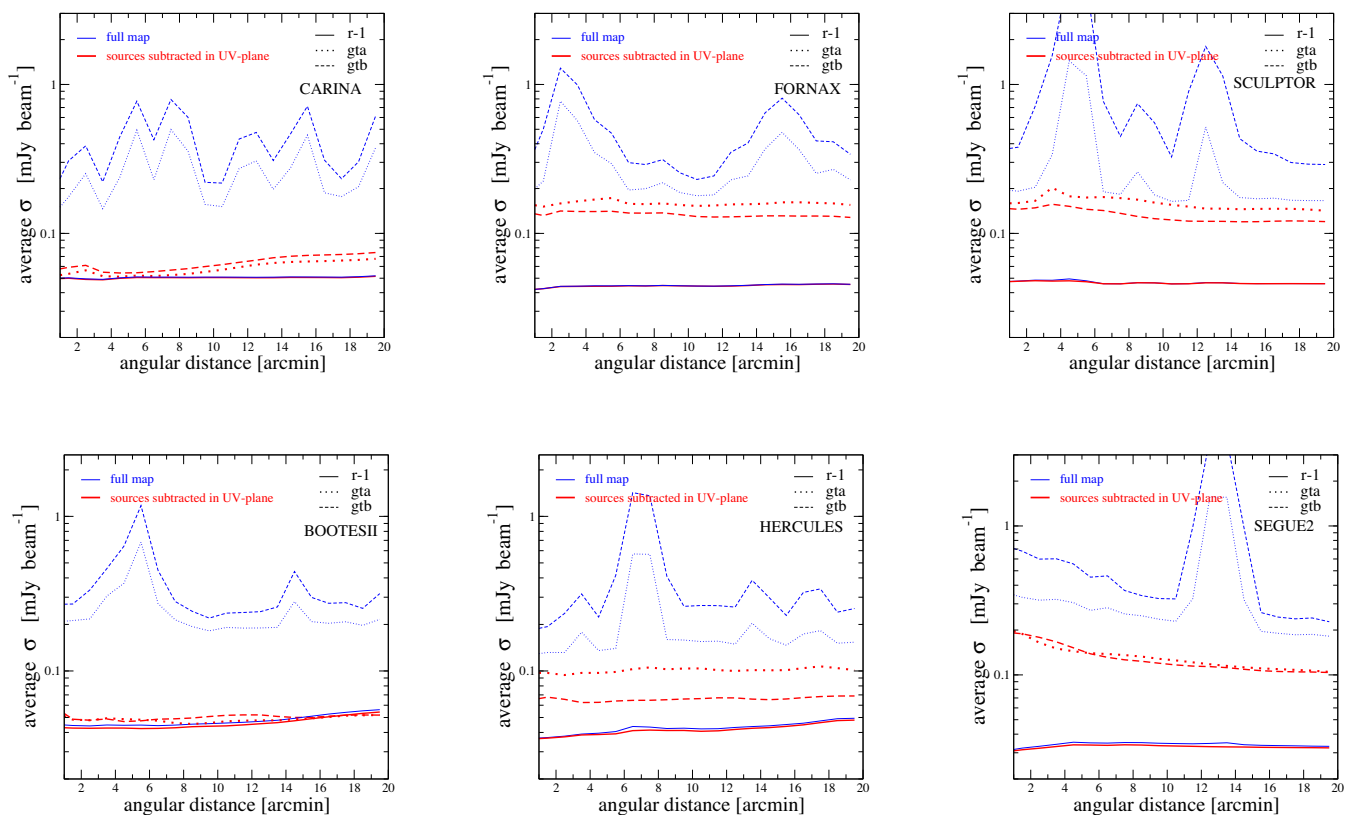 full map
sources subtracted in UV-plane
r-1
gta
gtb
CARINA
1
0.1
average σ [mJy beam-1]
2 4 6 8 10 12 14 16 18 20
angular distance [arcmin]
full map
sources subtracted in UV-plane
r-1
gta
gtb
FORNAX
1
0.1
average σ [mJy beam-1]
2 4 6 8 10 12 14 16 18 20
angular distance [arcmin]
full map
sources subtracted in UV-plane
r-1
gta
gtb
SCULPTOR
1
0.1
average σ [mJy beam-1]
2 4 6 8 10 12 14 16 18 20
angular distance [arcmin]
full map
sources subtracted in UV-plane
r-1
gta
gtb
BOOTESII
1
0.1
average σ [mJy beam-1]
2 4 6 8 10 12 14 16 18 20
angular distance [arcmin]
full map
sources subtracted in UV-plane
r-1
gta
gtb
HERCULES
1
0.1
average σ [mJy beam-1]
2 4 6 8 10 12 14 16 18 20
angular distance [arcmin]
full map
sources subtracted in UV-plane
r-1
gta
gtb
SEGUE2
1
0.1
average σ [mJy beam-1]
2 4 6 8 10 12 14 16 18 20
angular distance [arcmin]